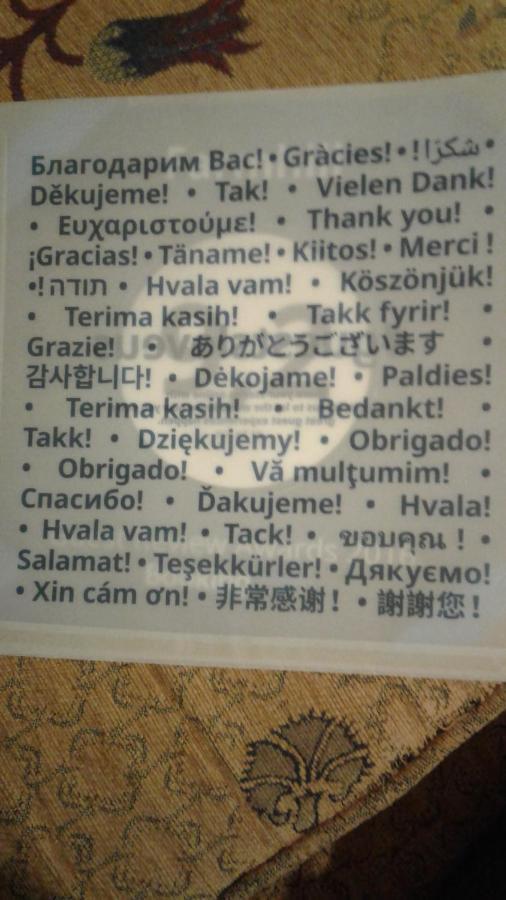 Благодарим Вас! • Gràcies! • شكرًا! •
Děkujeme! • Tak! • Vielen Dank!
• Ευχαριστούμε! • Thank you! •
¡Gracias! • Täname! • Kiitos! • Merci !
• תודה! • Hvala vam! • Köszönjük!
• Terima kasih! • Takk fyrir! •
Grazie! • ありがとうございます •
감사합니다! • Dėkojame! • Paldies!
• Terima kasih! • Bedankt! •
Takk! • Dziękujemy! • Obrigado!
• Obrigado! • Vă mulţumim! •
Спасибо! • Ďakujeme! • Hvala!
• Hvala vam! • Tack! • ขอบคุณ ! •
Salamat! • Teşekkürler! • Дякуємо!
• Xin cám ơn! • 非常感谢! • 謝謝您!